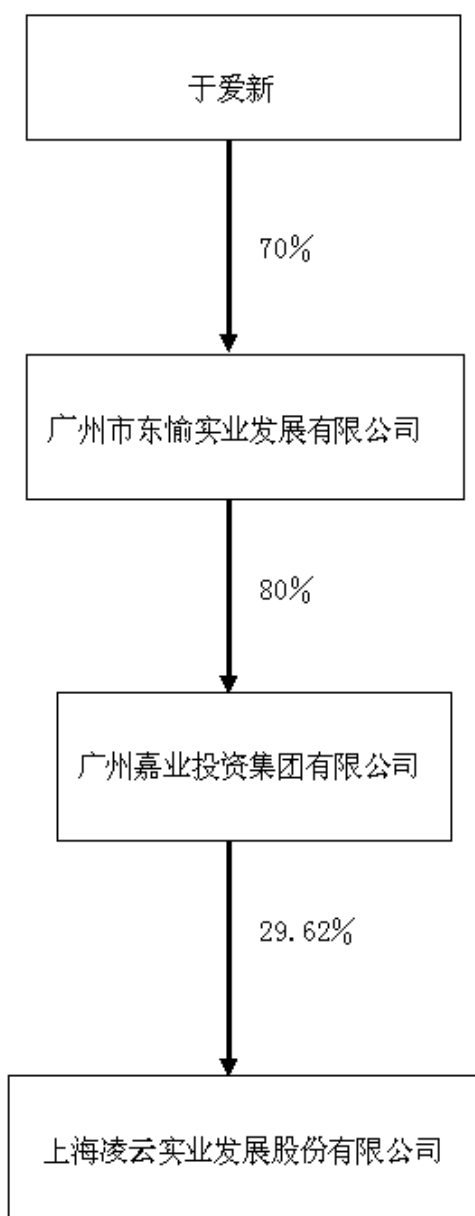 于爱新
70%
广州市东愉实业发展有限公司
80%
广州嘉业投资集团有限公司
29.62%
上海凌云实业发展股份有限公司